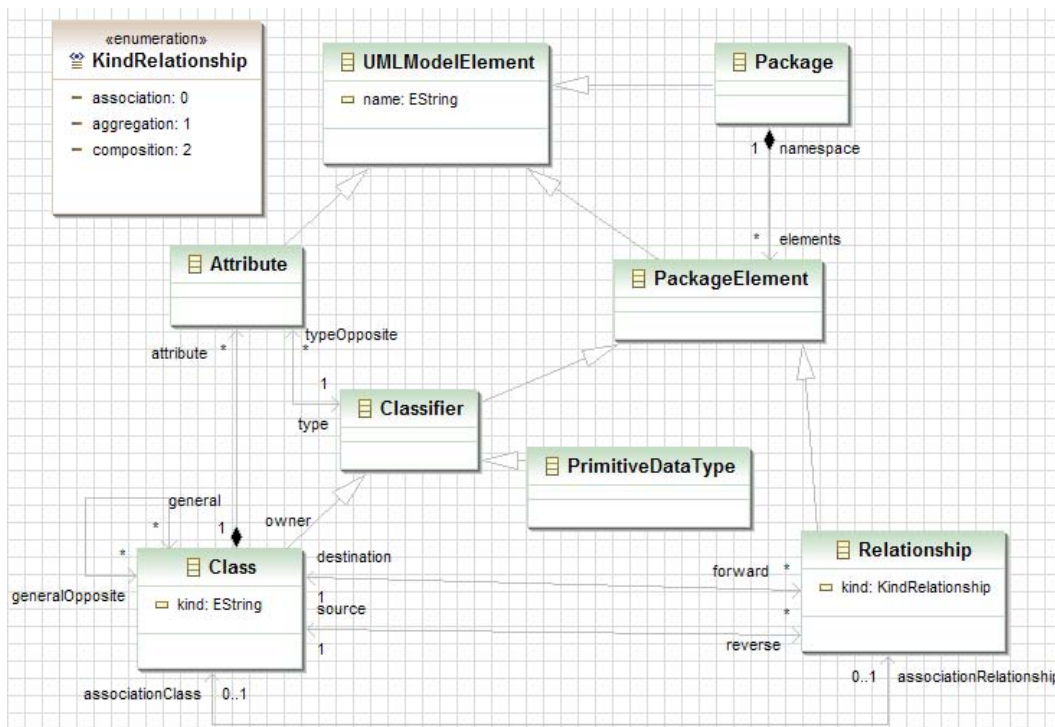 «enumeration»
KindRelationship
association: 0
aggregation: 1
composition: 2
UMLModelElement
name: EString
Package
1 namespace
* elements
Attribute
PackageElement
attribute *
typeOpposite
*
1
type
Classifier
PrimitiveDataType
general
*
*
generalOpposite
1
owner
Class
kind: EString
destination
1
source
1
forward *
*
reverse
Relationship
kind: KindRelationship
associationClass 0..1
0..1 associationRelationship